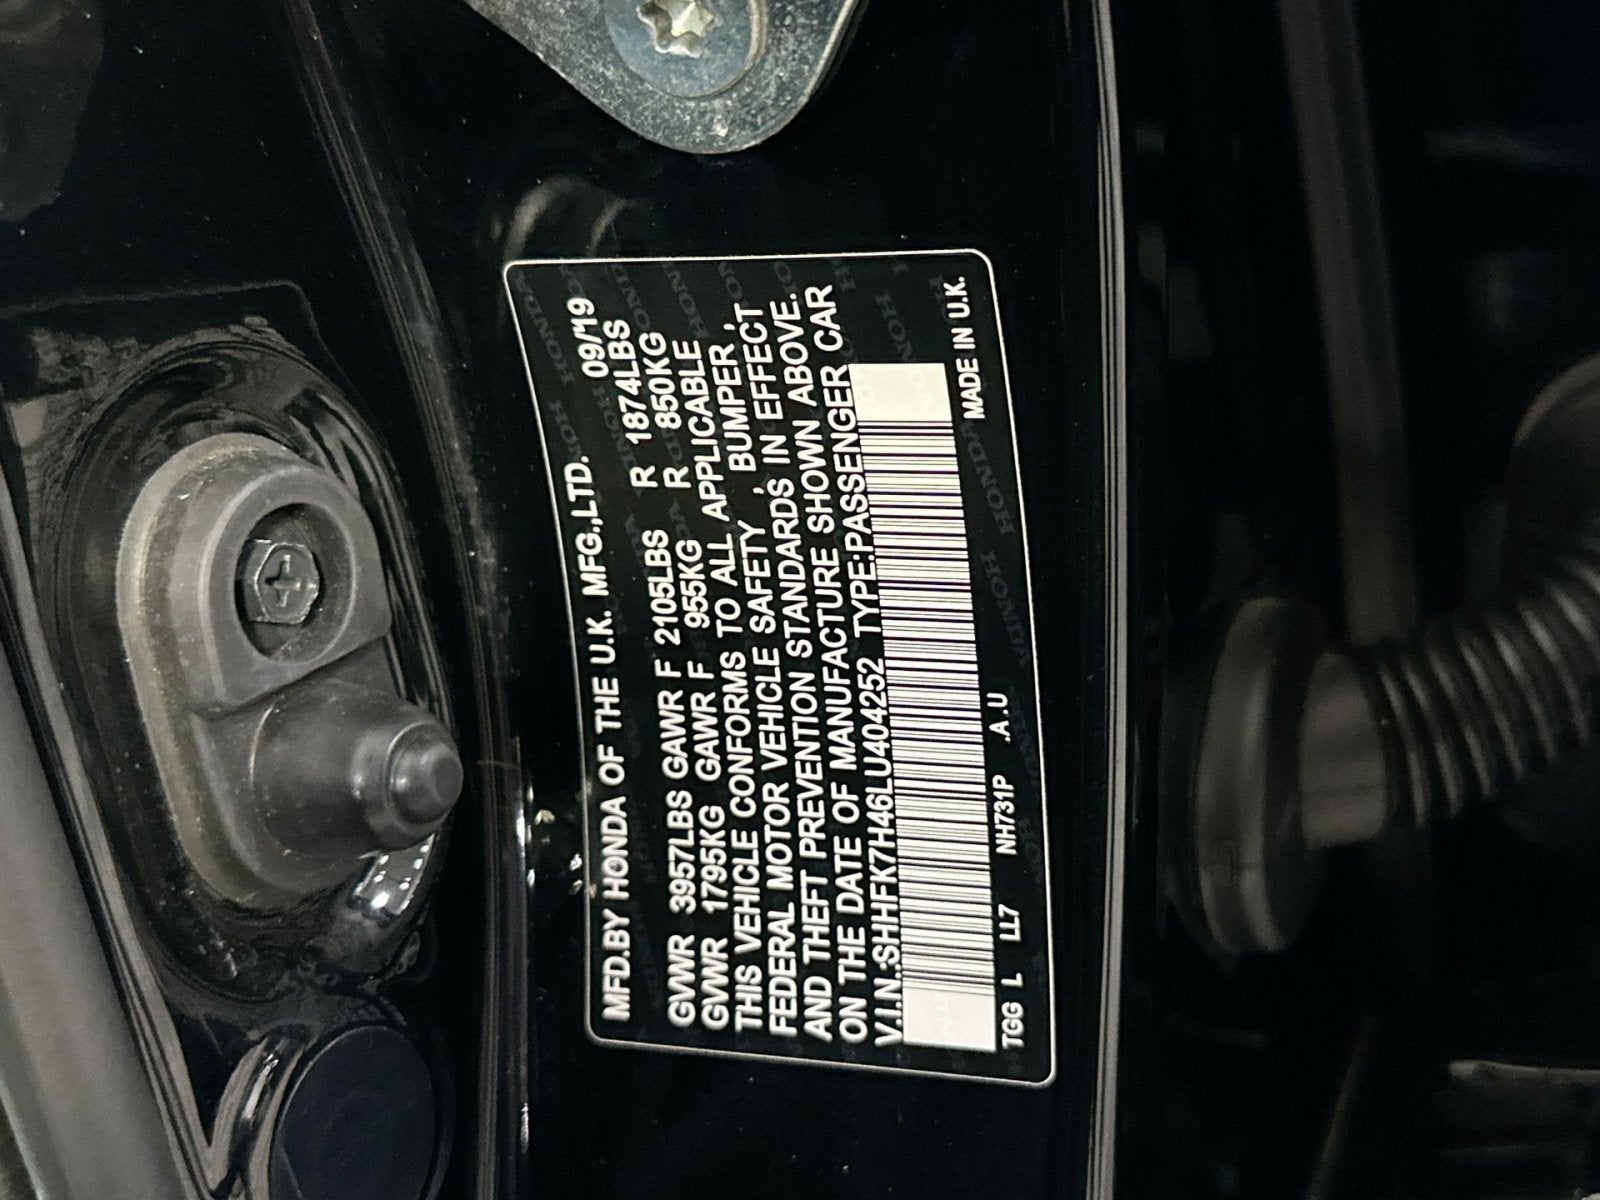 MFD.BY HONDA OF THE U.K. MFG.,LTD. 09/'19
GVWR 3957LBS GAWR F 2105LBS R 1874LBS
GVWR 1795KG GAWR F 955KG R 850KG
THIS VEHICLE CONFORMS TO ALL APPLICABLE
FEDERAL MOTOR VEHICLE SAFETY , BUMPER ,
AND THEFT PREVENTION STANDARDS IN EFFECT
ON THE DATE OF MANUFACTURE SHOWN ABOVE.
V.I.N.:SHHFK7H46LU404252 TYPE:PASSENGER CAR
TGG L LL7 NH731P .A.U MADE IN U.K.